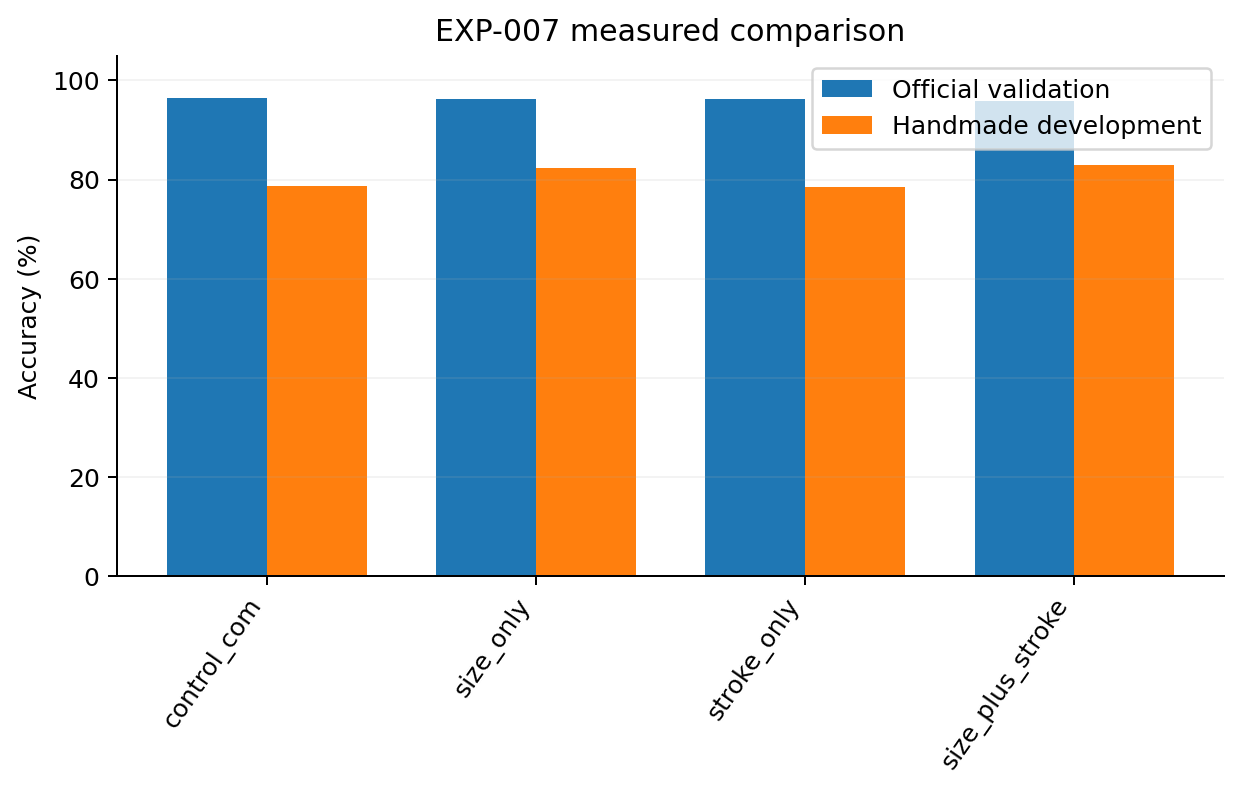 EXP-007 measured comparison
Official validation
Handmade development
Accuracy (%)
100
80
60
40
20
0
control_com
size_only
stroke_only
size_plus_stroke